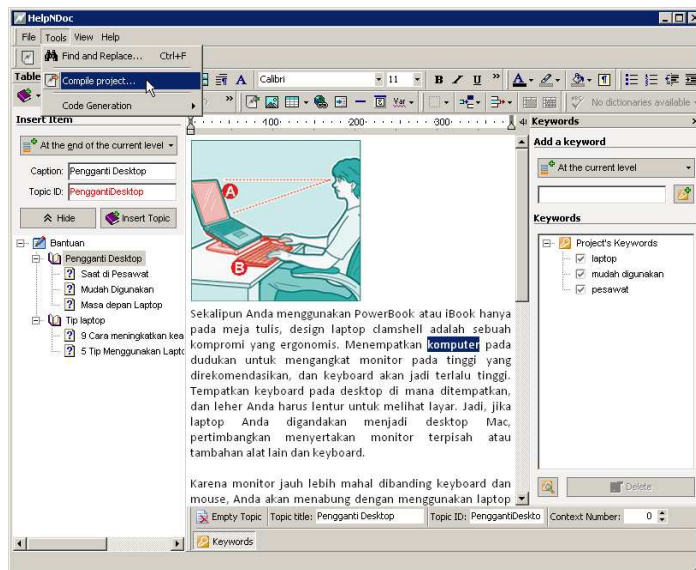 HelpNDoc
File Tools View Help
Find and Replace... Ctrl+F
Compile project...
Code Generation
Table
Calibri 11 B I U
No dictionaries available
Insert Item
At the end of the current level
Caption: Pengganti Desktop
Topic ID: PenggantiDesktop
Hide Insert Topic
Bantuan
Pengganti Desktop
Saat di Pesawat
Mudah Digunakan
Masa depan Laptop
Tip laptop
9 Cara meningkatkan kea
5 Tip Menggunakan Lapto
100 200 300
A
B
Sekalipun Anda menggunakan PowerBook atau iBook hanya
pada meja tulis, design laptop clamshell adalah sebuah
kompromi yang ergonomis. Menempatkan komputer pada
dudukan untuk mengangkat monitor pada tinggi yang
direkomendasikan, dan keyboard akan jadi terlalu tinggi.
Tempatkan keyboard pada desktop di mana ditempatkan,
dan leher Anda harus lentur untuk melihat layar. Jadi, jika
laptop Anda digandakan menjadi desktop Mac,
pertimbangkan menyertakan monitor terpisah atau
tambahan alat lain dan keyboard.
Karena monitor jauh lebih mahal dibanding keyboard dan
mouse, Anda akan menabung dengan menggunakan laptop
Keywords
Add a keyword
At the current level
Keywords
Project's Keywords
laptop
mudah digunakan
pesawat
Delete
Empty Topic Topic title: Pengganti Desktop Topic ID: PenggantiDeskto Context Number: 0
Keywords